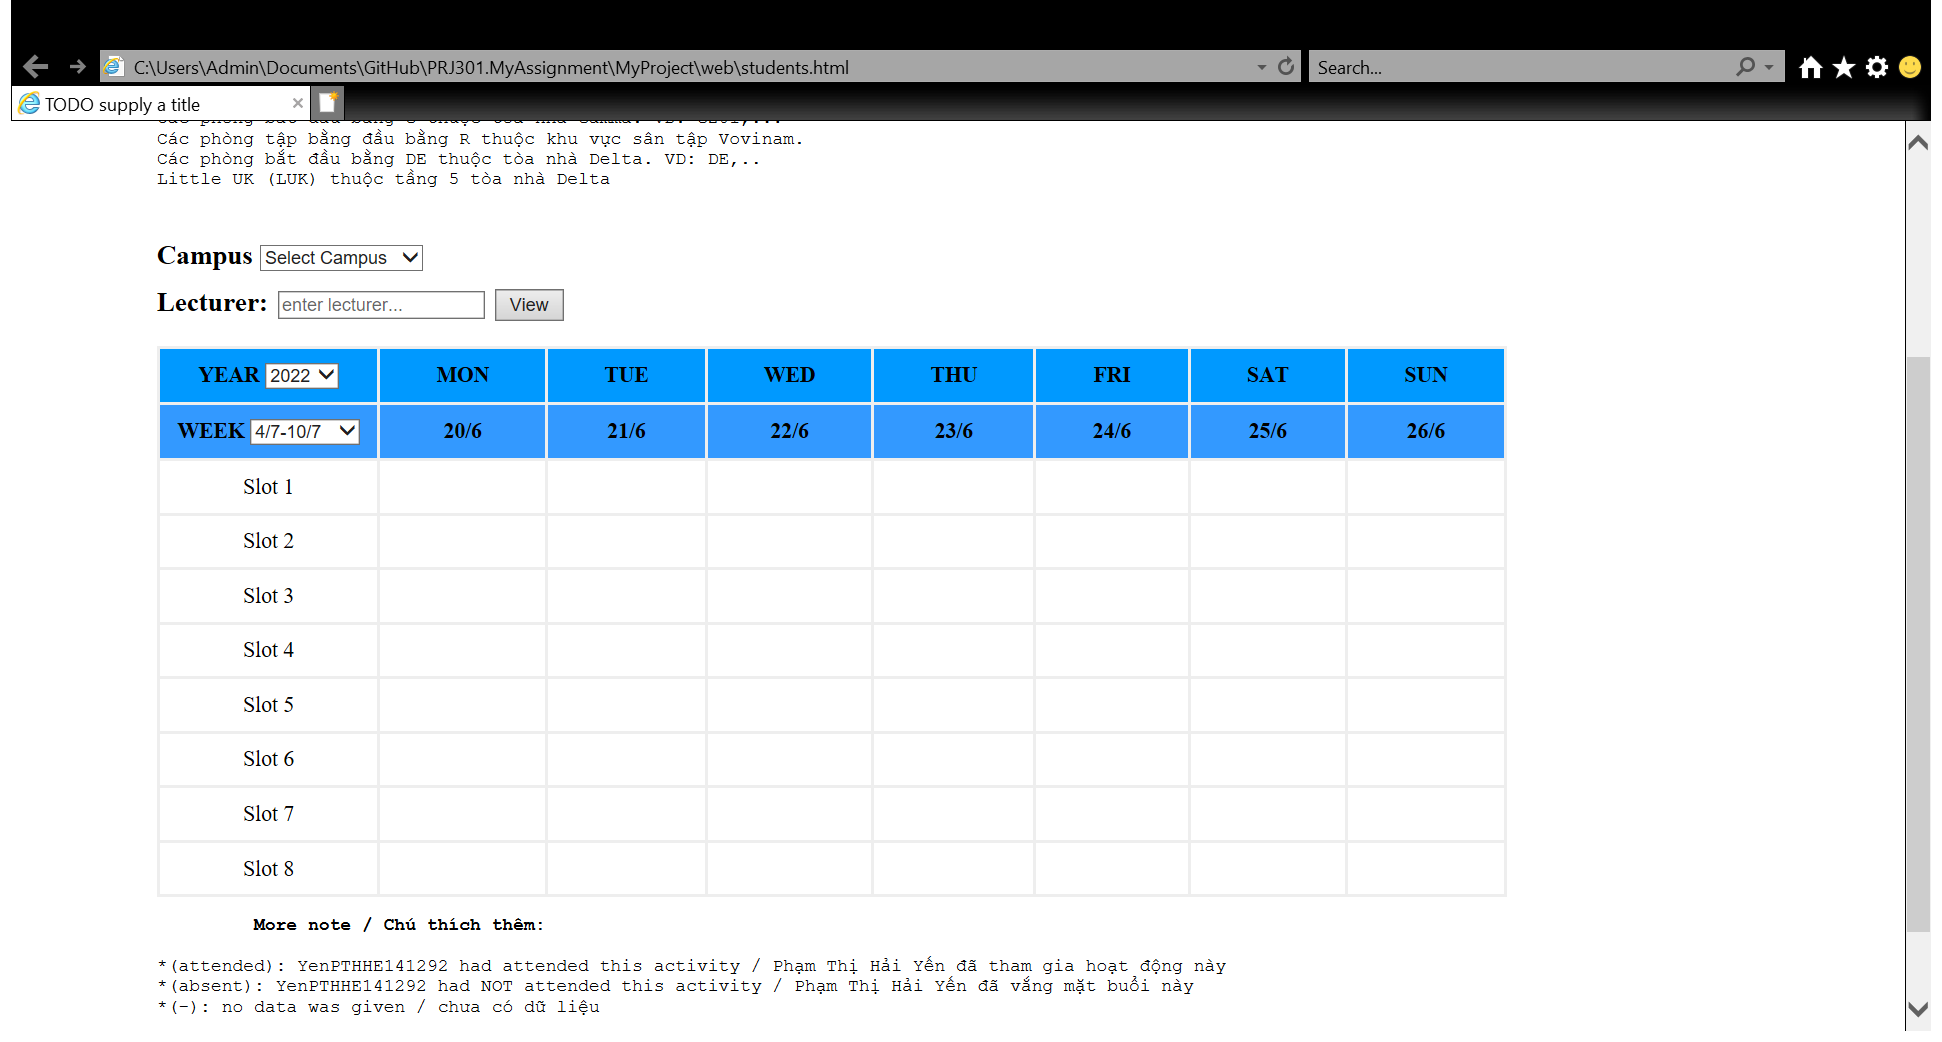 C:\Users\Admin\Documents\GitHub\PRJ301.MyAssignment\MyProject\web\students.html
Search...
TODO supply a title
Các phòng tập bằng đầu bằng R thuộc khu vực sân tập Vovinam.
Các phòng bắt đầu bằng DE thuộc tòa nhà Delta. VD: DE,..
Little UK (LUK) thuộc tầng 5 tòa nhà Delta
Campus Select Campus
Lecturer: enter lecturer... View
YEAR 2022 MON TUE WED THU FRI SAT SUN
WEEK 4/7-10/7 20/6 21/6 22/6 23/6 24/6 25/6 26/6
Slot 1
Slot 2
Slot 3
Slot 4
Slot 5
Slot 6
Slot 7
Slot 8
More note / Chú thích thêm:
*(attended): YenPTHHE141292 had attended this activity / Phạm Thị Hải Yến đã tham gia hoạt động này
*(absent): YenPTHHE141292 had NOT attended this activity / Phạm Thị Hải Yến đã vắng mặt buổi này
*(-): no data was given / chưa có dữ liệu